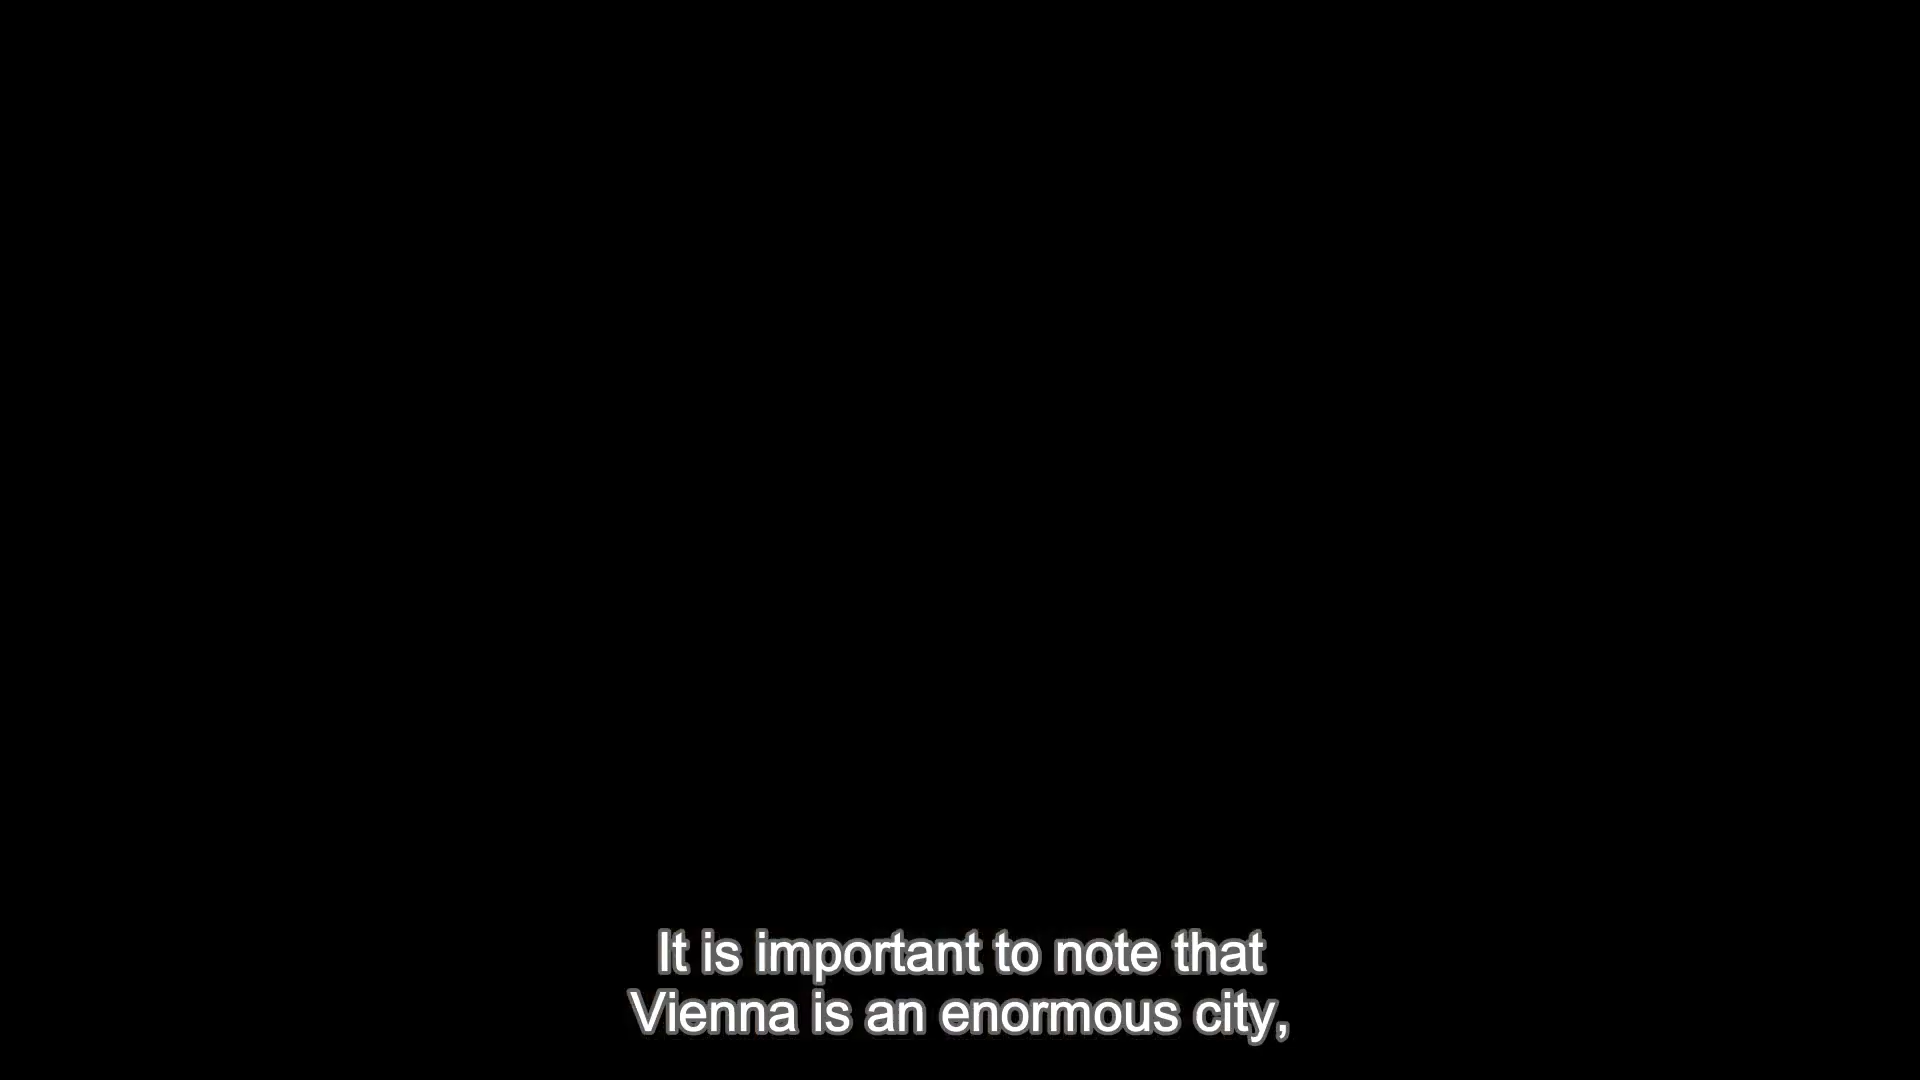 It is important to note that
Vienna is an enormous city,